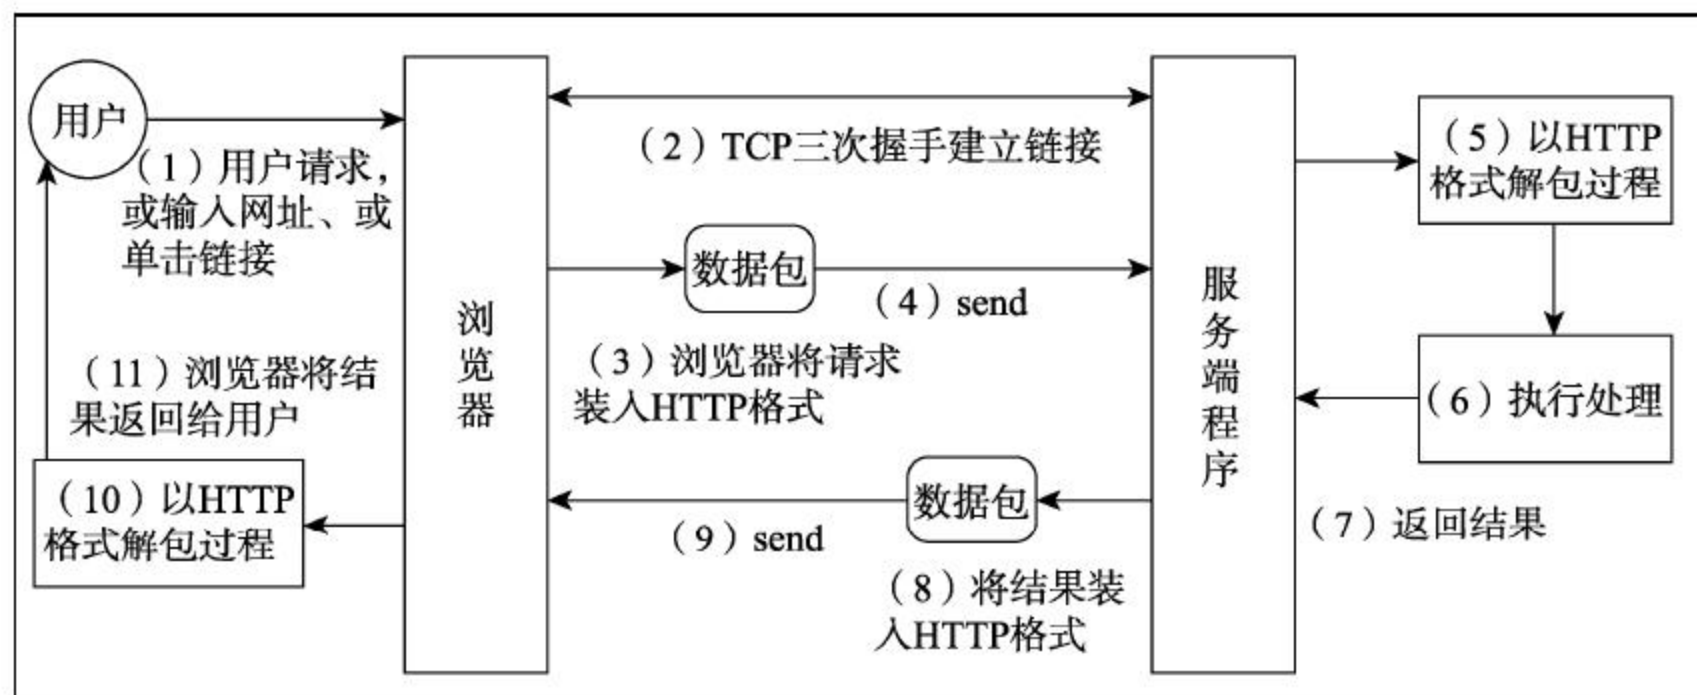 用户
（1）用户请求，
或输入网址、或
单击链接
（2）TCP三次握手建立链接
数据包
（3）浏览器将请求
装入HTTP格式
（4）send
浏览器
服务端程序
（5）以HTTP
格式解包过程
（6）执行处理
（7）返回结果
数据包
（8）将结果装
入HTTP格式
（9）send
（10）以HTTP
格式解包过程
（11）浏览器将结
果返回给用户